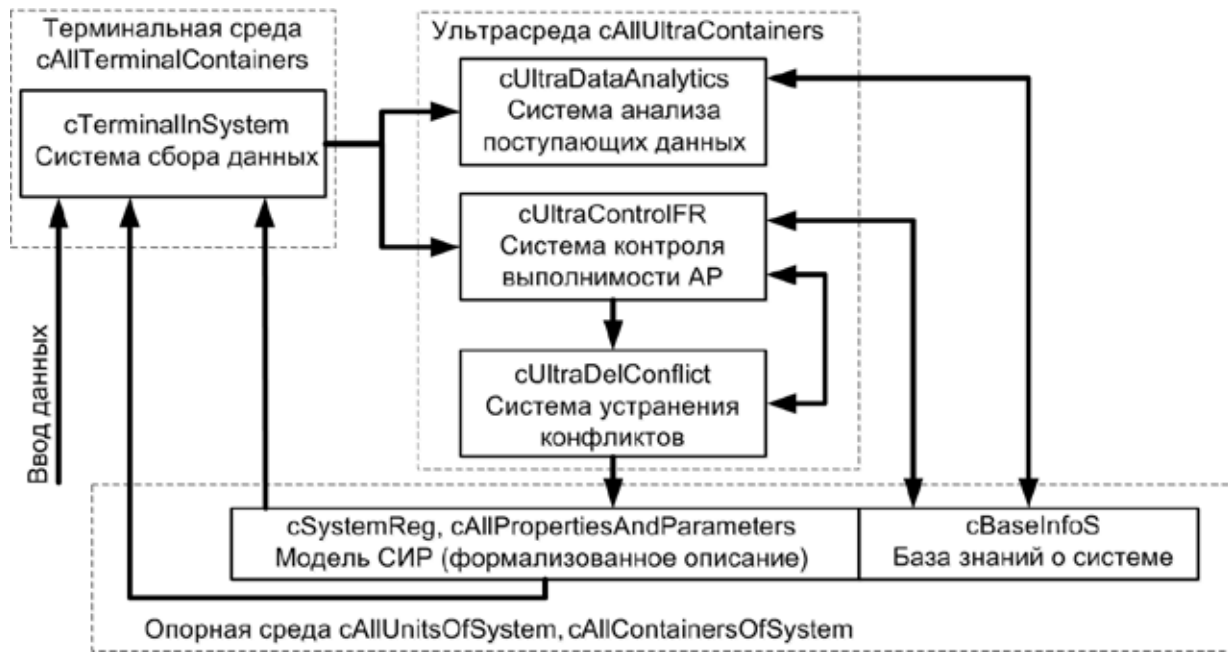 Терминальная среда
cAllTerminalContainers
cTerminalInSystem
Система сбора данных
Ультрасреда cAllUltraContainers
cUltraDataAnalytics
Система анализа
поступающих данных
cUltraControlFR
Система контроля
выполнимости АР
cUltraDelConflict
Система устранения
конфликтов
Ввод данных
cSystemReg, cAllPropertiesAndParameters
Модель СИР (формализованное описание)
cBaseInfoS
База знаний о системе
Опорная среда cAllUnitsOfSystem, cAllContainersOfSystem